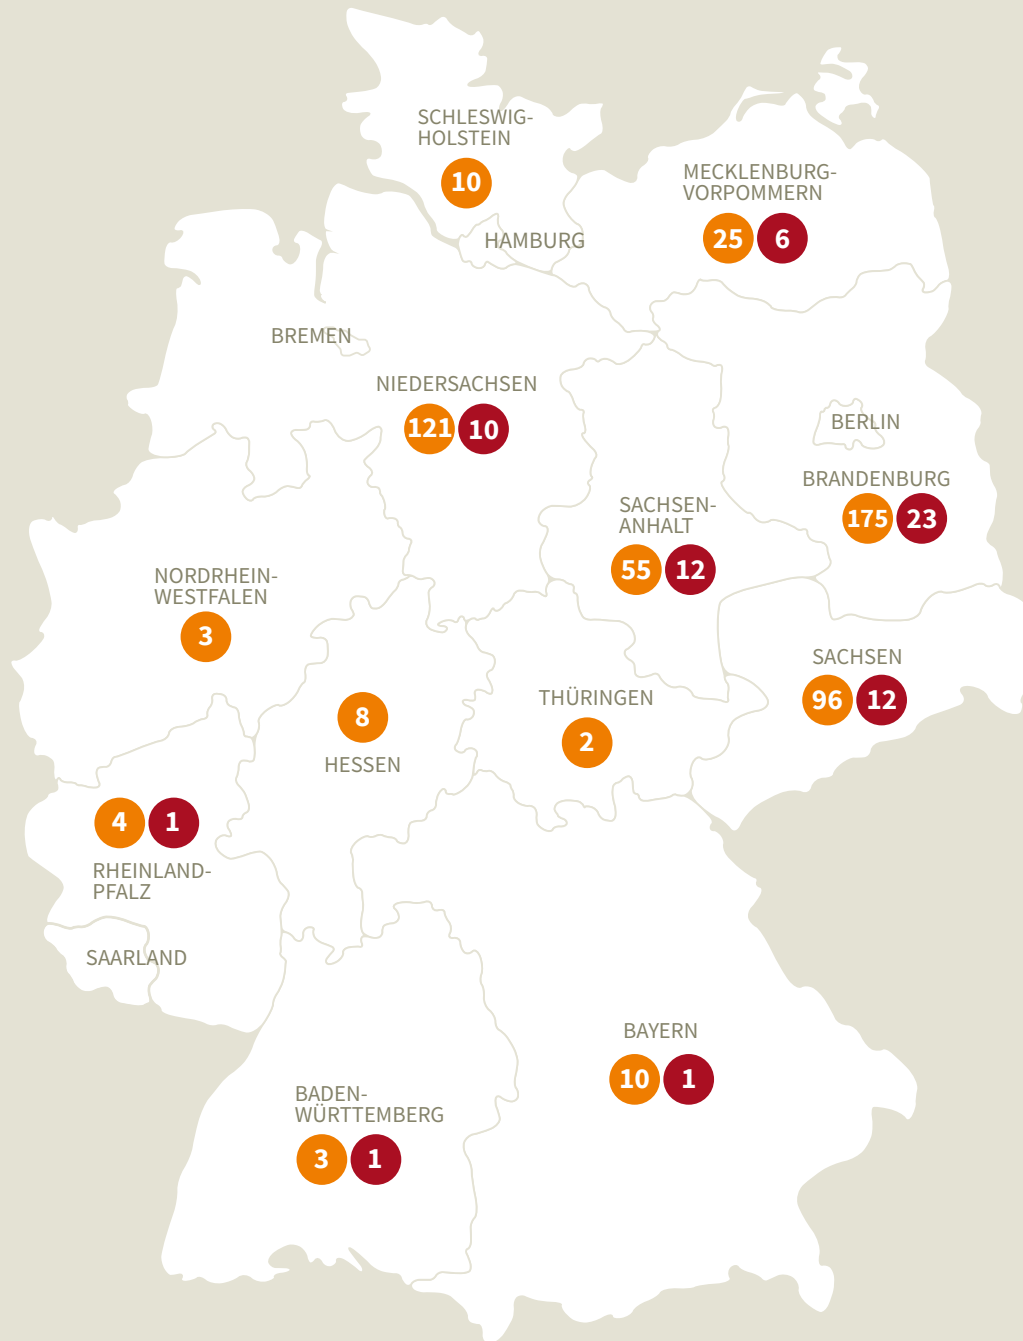 SCHLESWIG-
HOLSTEIN
10
MECKLENBURG-
VORPOMMERN
25 6
HAMBURG
BREMEN
NIEDERSACHSEN
121 10
BERLIN
BRANDENBURG
175 23
SACHSEN-
ANHALT
55 12
NORDRHEIN-
WESTFALEN
3
SACHSEN
96 12
THÜRINGEN
2
8
HESSEN
4 1
RHEINLAND-
PFALZ
SAARLAND
BAYERN
10 1
BADEN-
WÜRTTEMBERG
3 1